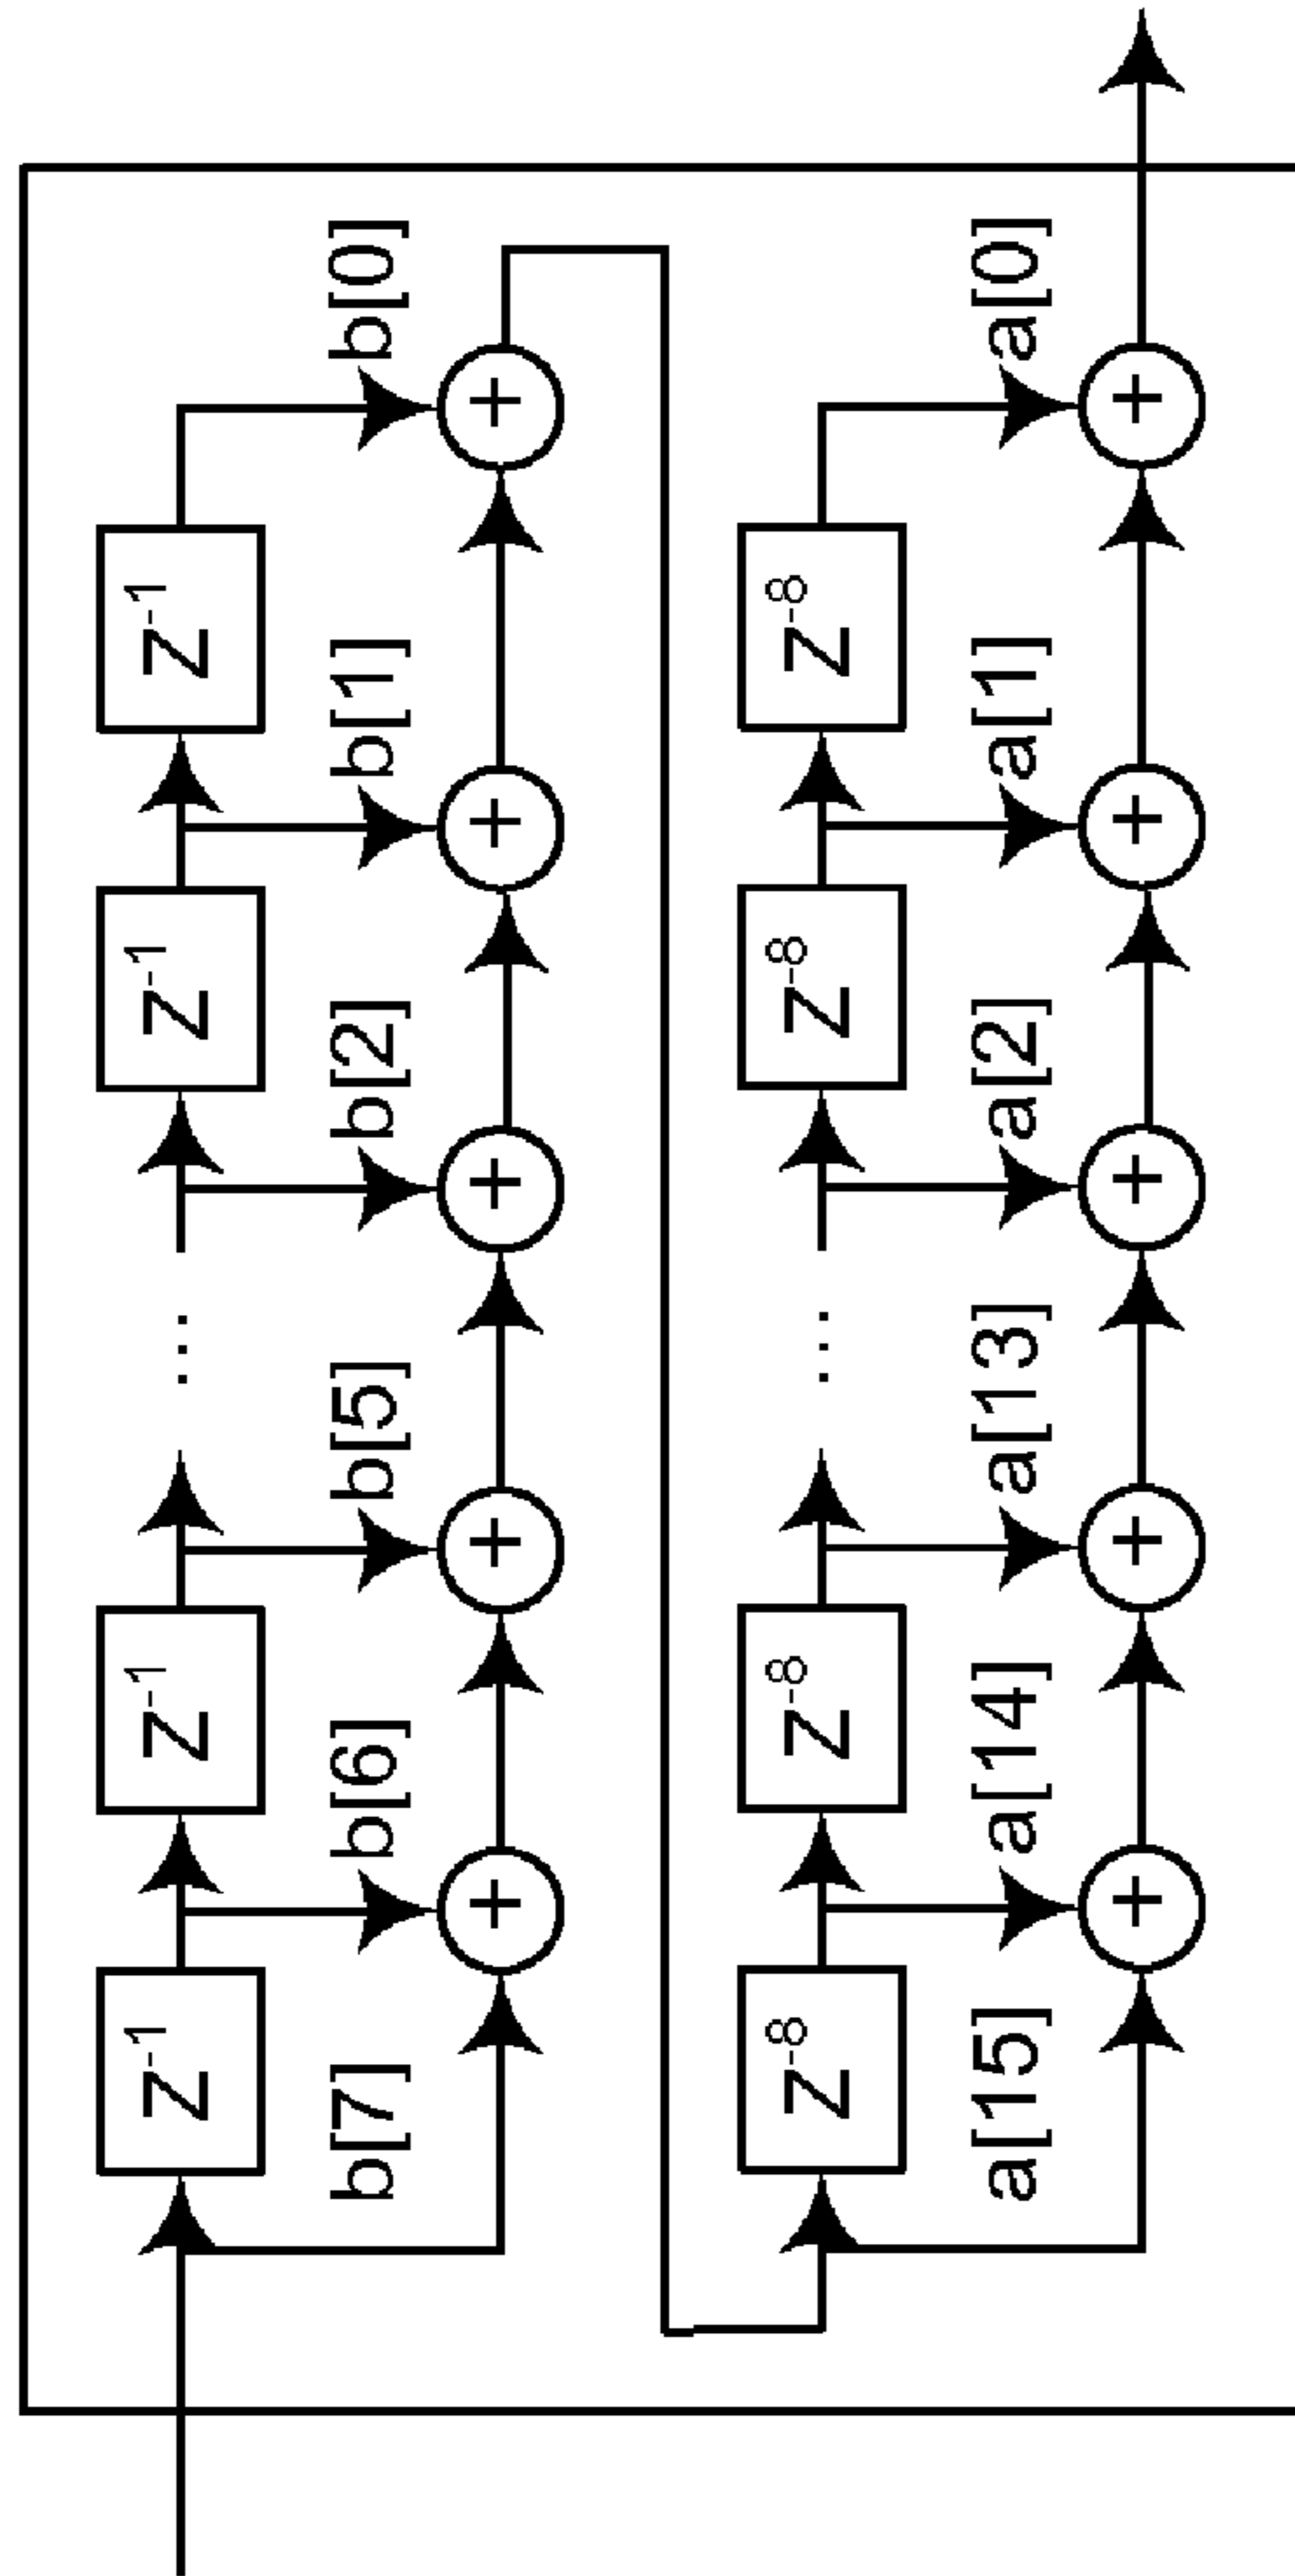 Z-1 Z-1 ... Z-1 Z-1
b[7] b[6] b[5] b[2] b[1] b[0]
+ + + + +
Z-8 Z-8 ... Z-8 Z-8
a[15] a[14] a[13] a[2] a[1] a[0]
+ + + + +